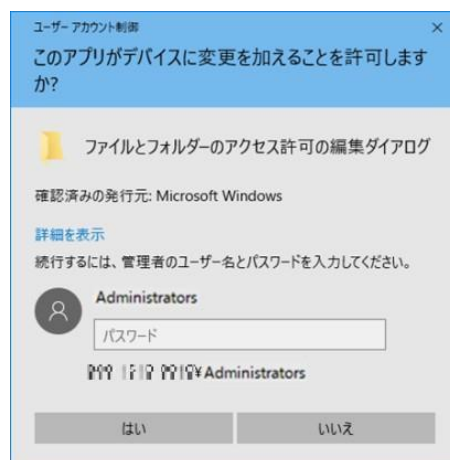 ユーザー アカウント制御
このアプリがデバイスに変更を加えることを許可します
か?
ファイルとフォルダーのアクセス許可の編集ダイアログ
確認済みの発行元: Microsoft Windows
詳細を表示
続行するには、管理者のユーザー名とパスワードを入力してください。
Administrators
パスワード
¥Administrators
はい
いいえ